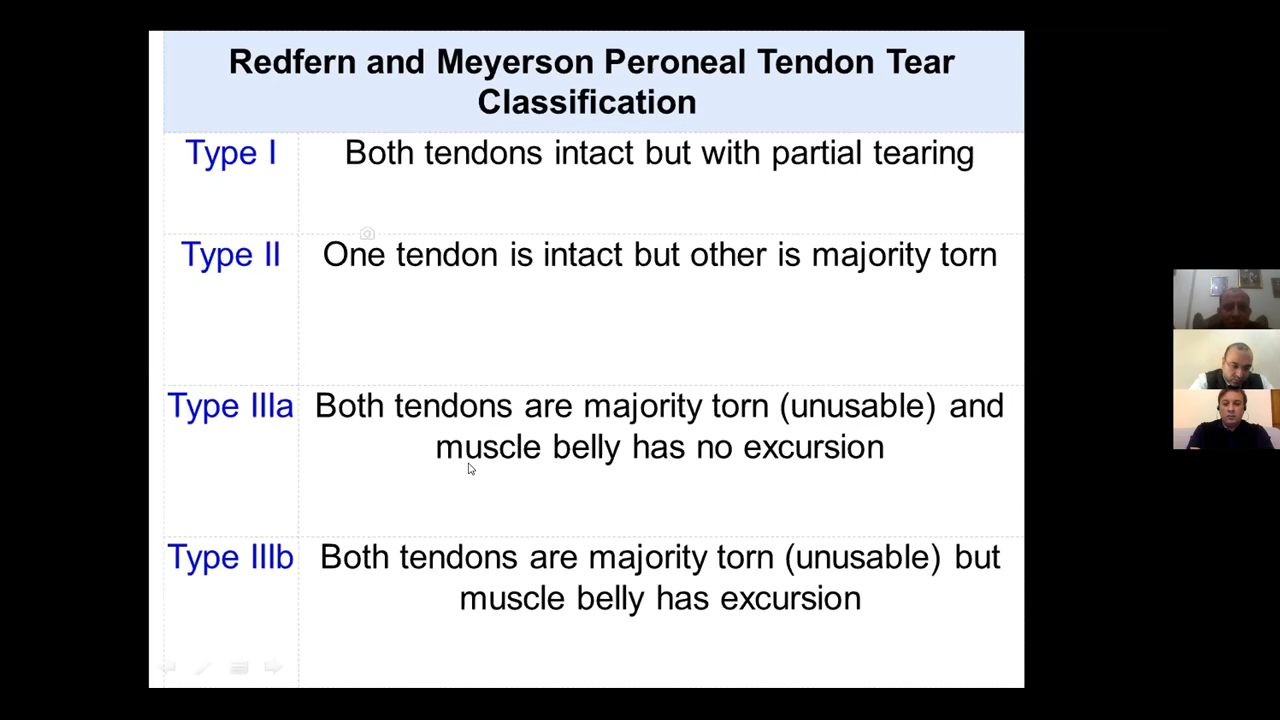 Redfern and Meyerson Peroneal Tendon Tear
Classification
Type I Both tendons intact but with partial tearing
Type II One tendon is intact but other is majority torn
Type IIIa Both tendons are majority torn (unusable) and
muscle belly has no excursion
Type IIIb Both tendons are majority torn (unusable) but
muscle belly has excursion